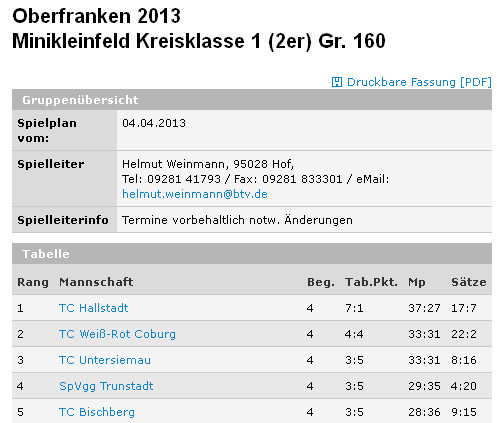 Oberfranken 2013
Minikleinfeld Kreisklasse 1 (2er) Gr. 160
Druckbare Fassung [PDF]
Gruppenübersicht
Spielplan vom: 04.04.2013
Spielleiter Helmut Weinmann, 95028 Hof,
Tel: 09281 41793 / Fax: 09281 833301 / eMail:
helmut.weinmann@btv.de
Spielleiterinfo Termine vorbehaltlich notw. Änderungen
Tabelle
Rang Mannschaft Beg. Tab.Pkt. Mp Sätze
1 TC Hallstadt 4 7:1 37:27 17:7
2 TC Weiß-Rot Coburg 4 4:4 33:31 22:2
3 TC Untersiemau 4 3:5 33:31 8:16
4 SpVgg Trunstadt 4 3:5 29:35 4:20
5 TC Bischberg 4 3:5 28:36 9:15